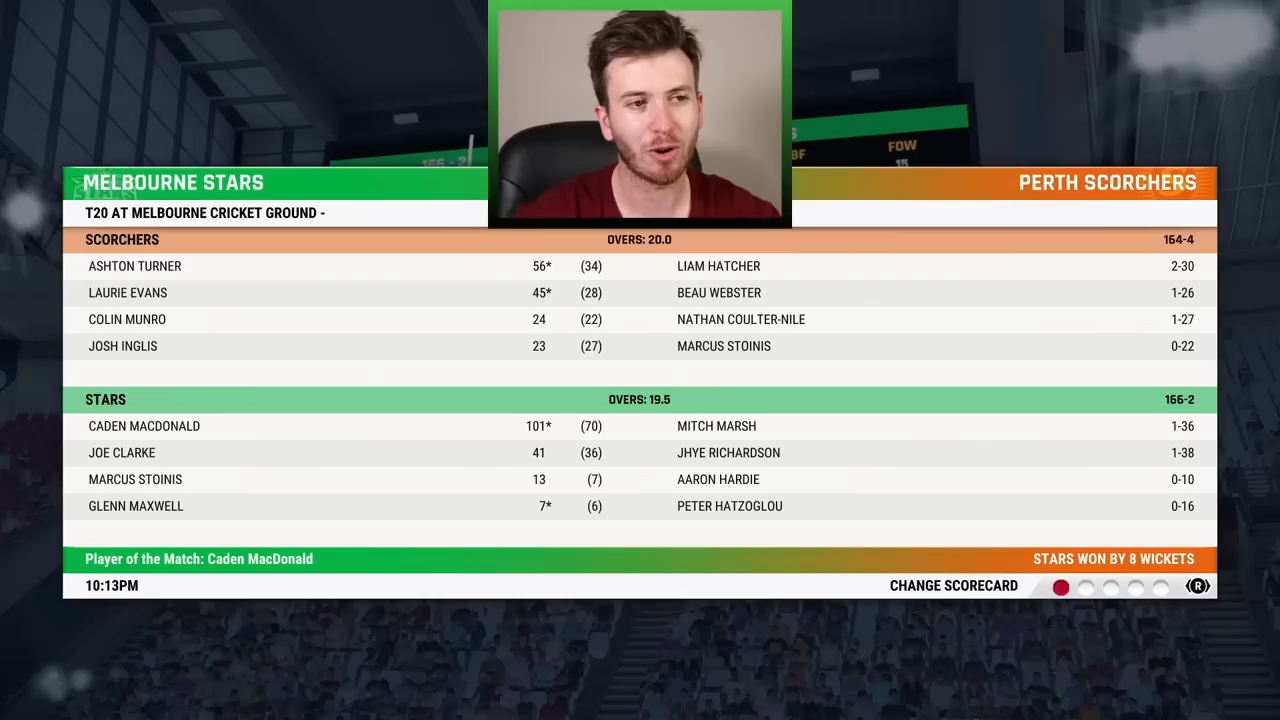 166-2
S
BF FOW
15
MELBOURNE STARS PERTH SCORCHERS
T20 AT MELBOURNE CRICKET GROUND -
SCORCHERS OVERS: 20.0 164-4
ASHTON TURNER 56* (34) LIAM HATCHER 2-30
LAURIE EVANS 45* (28) BEAU WEBSTER 1-26
COLIN MUNRO 24 (22) NATHAN COULTER-NILE 1-27
JOSH INGLIS 23 (27) MARCUS STOINIS 0-22
STARS OVERS: 19.5 166-2
CADEN MACDONALD 101* (70) MITCH MARSH 1-36
JOE CLARKE 41 (36) JHYE RICHARDSON 1-38
MARCUS STOINIS 13 (7) AARON HARDIE 0-10
GLENN MAXWELL 7* (6) PETER HATZOGLOU 0-16
Player of the Match: Caden MacDonald STARS WON BY 8 WICKETS
10:13PM CHANGE SCORECARD R